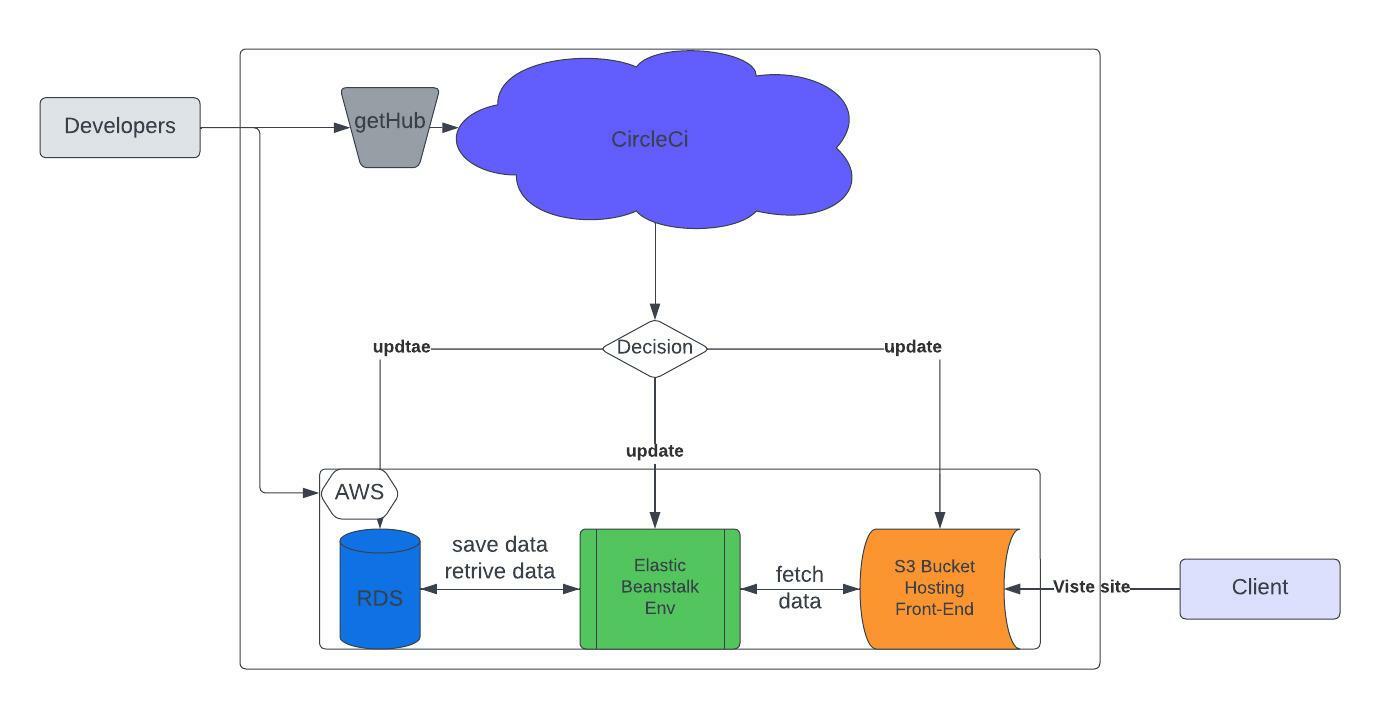 Developers
getHub
CircleCi
Decision
updtae
update
update
AWS
save data
retrive data
RDS
Elastic
Beanstalk
Env
fetch
data
S3 Bucket
Hosting
Front-End
Viste site
Client